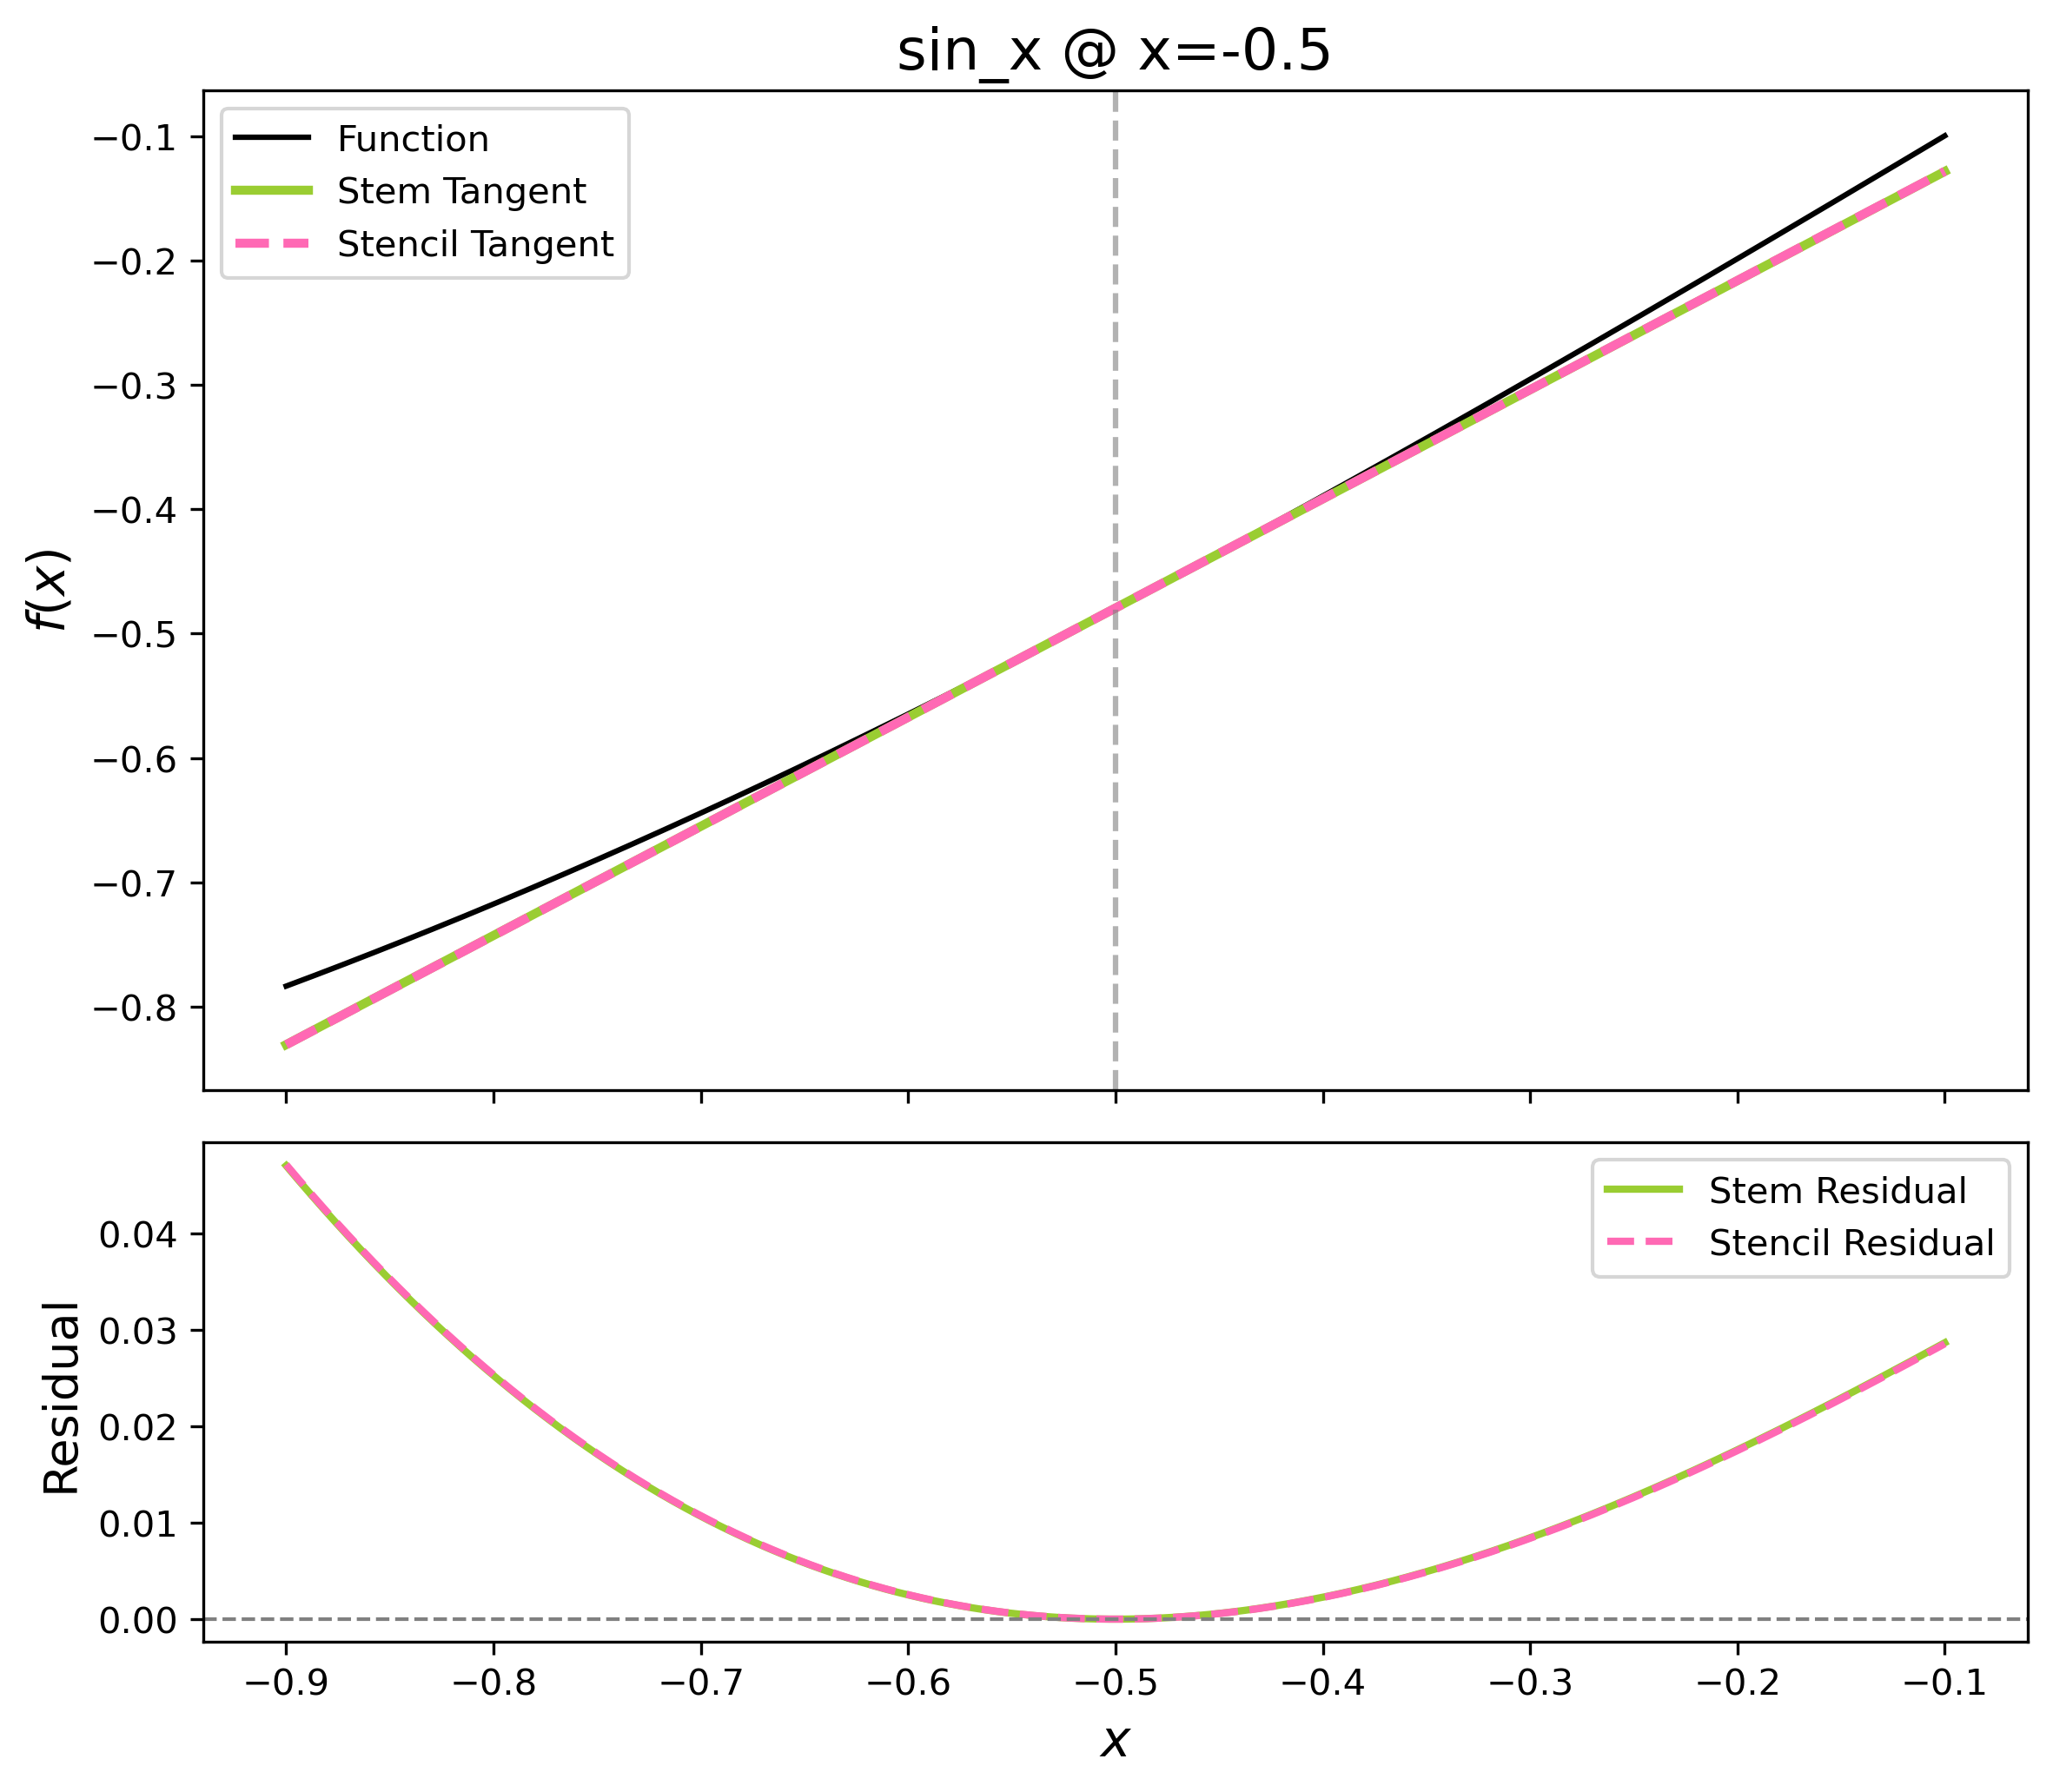 sin_x @ x=-0.5
Function
Stem Tangent
Stencil Tangent
f(x)
−0.1
−0.2
−0.3
−0.4
−0.5
−0.6
−0.7
−0.8
Stem Residual
Stencil Residual
Residual
0.04
0.03
0.02
0.01
0.00
−0.9 −0.8 −0.7 −0.6 −0.5 −0.4 −0.3 −0.2 −0.1
x